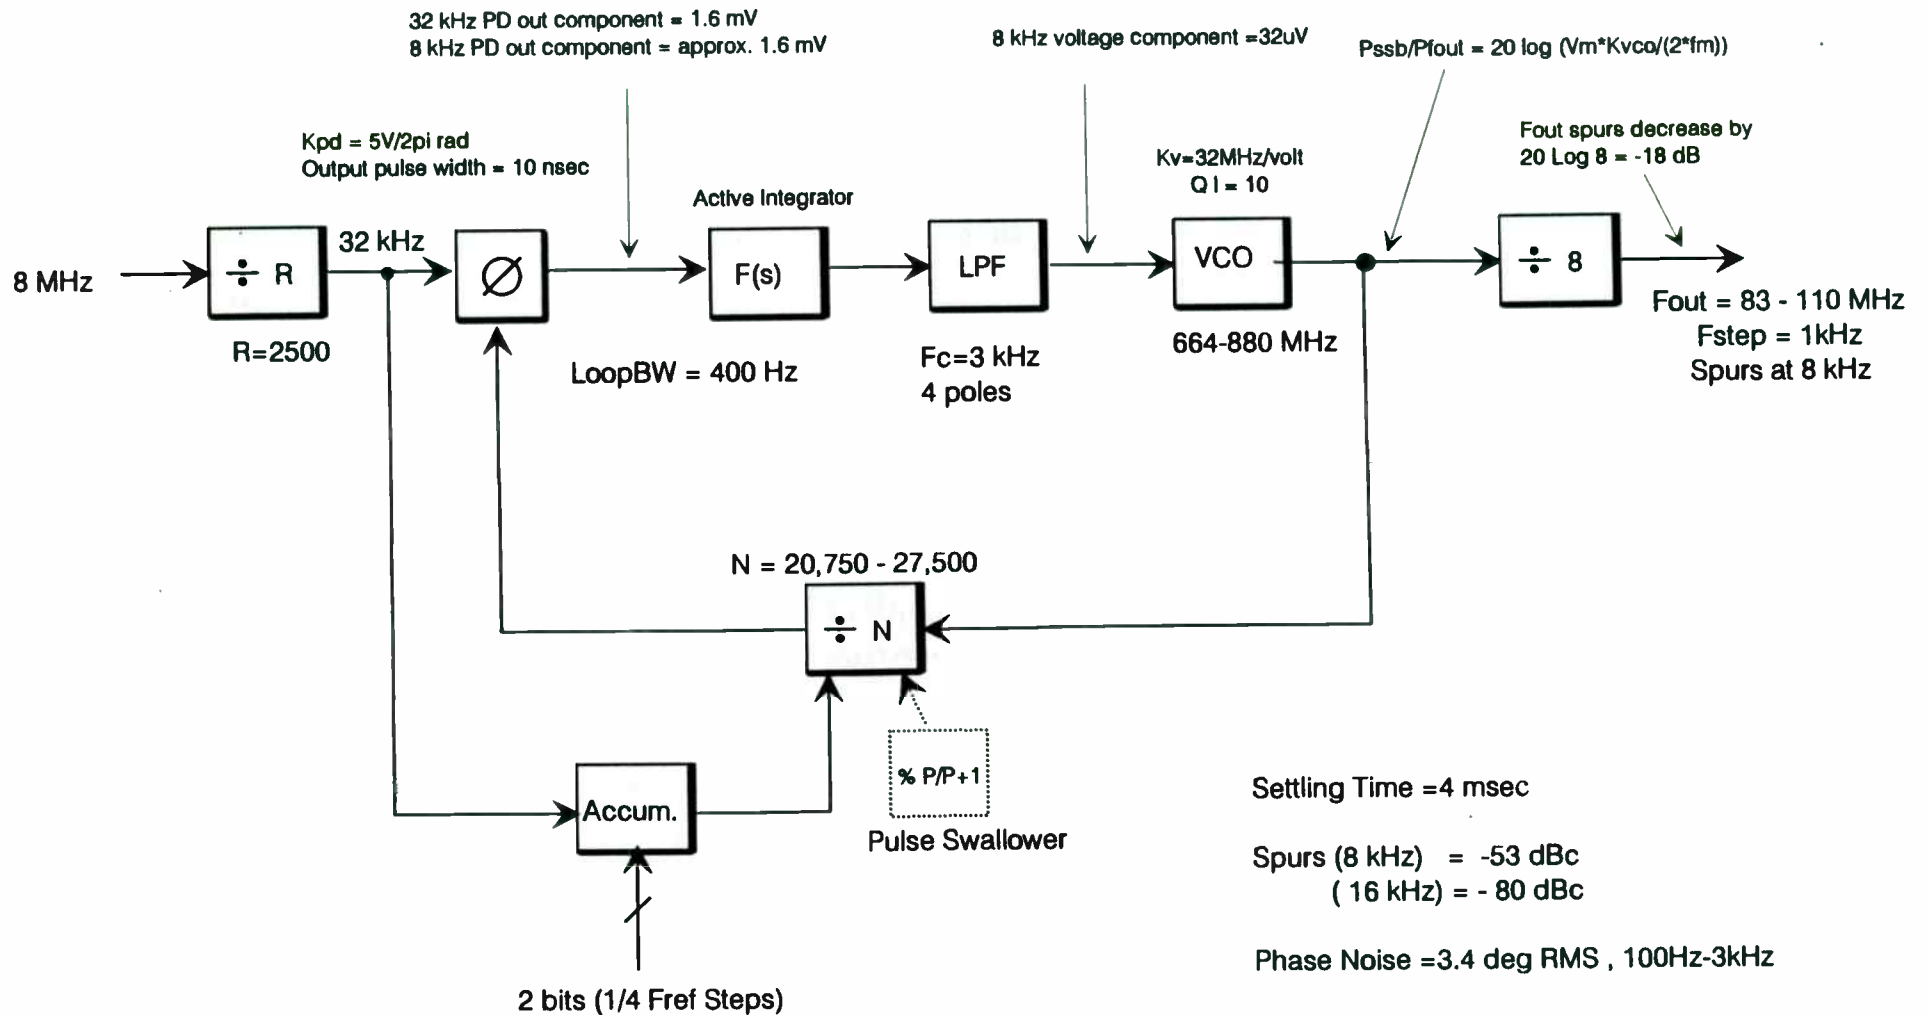 32 kHz PD out component = 1.6 mV
8 kHz PD out component = approx. 1.6 mV
8 kHz voltage component =32uV
Pssb/Pfout = 20 log (Vm*Kvco/(2*fm))
Kpd = 5V/2pi rad
Output pulse width = 10 nsec
Fout spurs decrease by
20 Log 8 = -18 dB
Kv=32MHz/volt
Q l = 10
Active Integrator
8 MHz
÷ R
32 kHz
Ø
F(s)
LPF
VCO
÷ 8
R=2500
LoopBW = 400 Hz
Fc=3 kHz
4 poles
664-880 MHz
Fout = 83 - 110 MHz
Fstep = 1kHz
Spurs at 8 kHz
N = 20,750 - 27,500
÷ N
% P/P+1
Pulse Swallower
Accum.
2 bits (1/4 Fref Steps)
Settling Time =4 msec
Spurs (8 kHz) = -53 dBc
( 16 kHz) = - 80 dBc
Phase Noise =3.4 deg RMS , 100Hz-3kHz